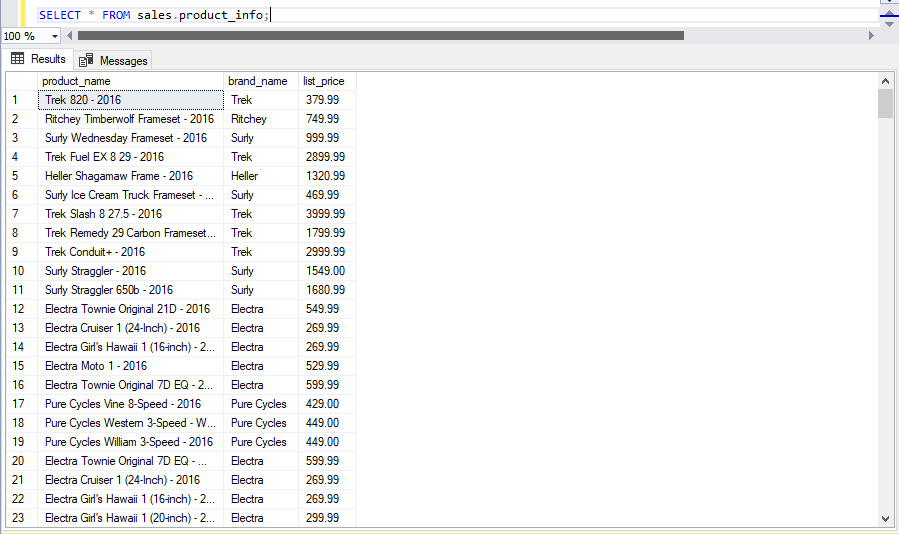 SELECT * FROM sales.product_info;
100 %
Results Messages
product_name brand_name list_price
1 Trek 820 - 2016 Trek 379.99
2 Ritchey Timberwolf Frameset - 2016 Ritchey 749.99
3 Surly Wednesday Frameset - 2016 Surly 999.99
4 Trek Fuel EX 8 29 - 2016 Trek 2899.99
5 Heller Shagamaw Frame - 2016 Heller 1320.99
6 Surly Ice Cream Truck Frameset - ... Surly 469.99
7 Trek Slash 8 27.5 - 2016 Trek 3999.99
8 Trek Remedy 29 Carbon Frameset... Trek 1799.99
9 Trek Conduit+ - 2016 Trek 2999.99
10 Surly Straggler - 2016 Surly 1549.00
11 Surly Straggler 650b - 2016 Surly 1680.99
12 Electra Townie Original 21D - 2016 Electra 549.99
13 Electra Cruiser 1 (24-Inch) - 2016 Electra 269.99
14 Electra Girl's Hawaii 1 (16-inch) - 2... Electra 269.99
15 Electra Moto 1 - 2016 Electra 529.99
16 Electra Townie Original 7D EQ - 2... Electra 599.99
17 Pure Cycles Vine 8-Speed - 2016 Pure Cycles 429.00
18 Pure Cycles Western 3-Speed - W... Pure Cycles 449.00
19 Pure Cycles William 3-Speed - 2016 Pure Cycles 449.00
20 Electra Townie Original 7D EQ - ... Electra 599.99
21 Electra Cruiser 1 (24-Inch) - 2016 Electra 269.99
22 Electra Girl's Hawaii 1 (16-inch) - 2... Electra 269.99
23 Electra Girl's Hawaii 1 (20-inch) - 2... Electra 299.99